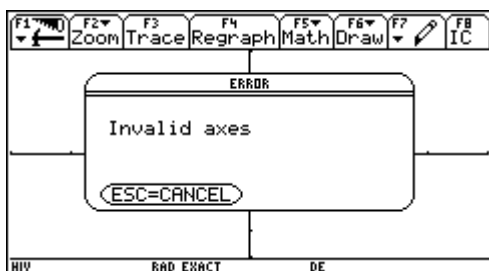 F1 F2 Zoom F3 Trace F4 Regraph F5 Math F6 Draw F7 F8 IC
ERROR
Invalid axes
ESC=CANCEL
HIV RAD EXACT DE